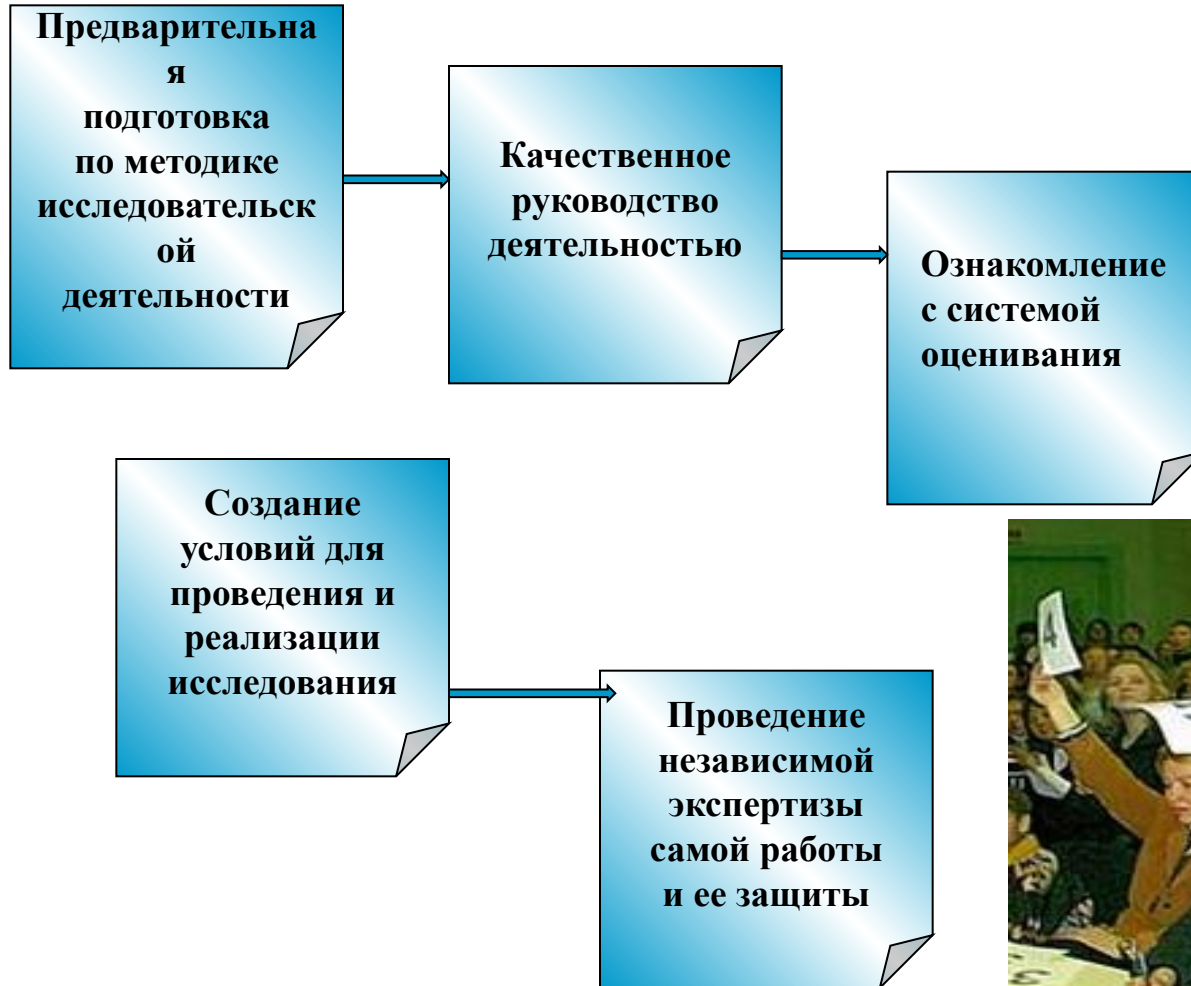 Предварительна
я
подготовка
по методике
исследовательск
ой
деятельности
Качественное
руководство
деятельностью
Ознакомление
с системой
оценивания
Создание
условий для
проведения и
реализации
исследования
Проведение
независимой
экспертизы
самой работы
и ее защиты
4